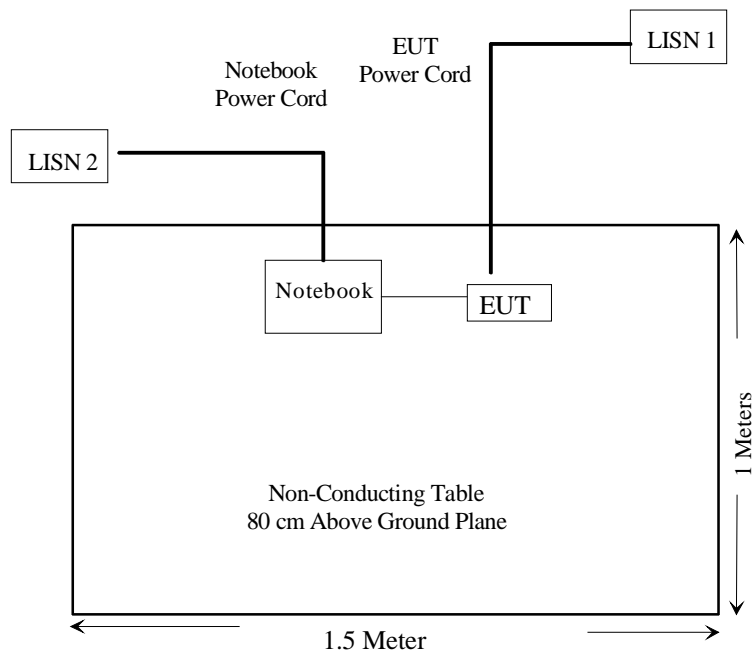 LISN 1
EUT
Power Cord
Notebook
Power Cord
LISN 2
Notebook
EUT
1 Meters
Non-Conducting Table
80 cm Above Ground Plane
1.5 Meter